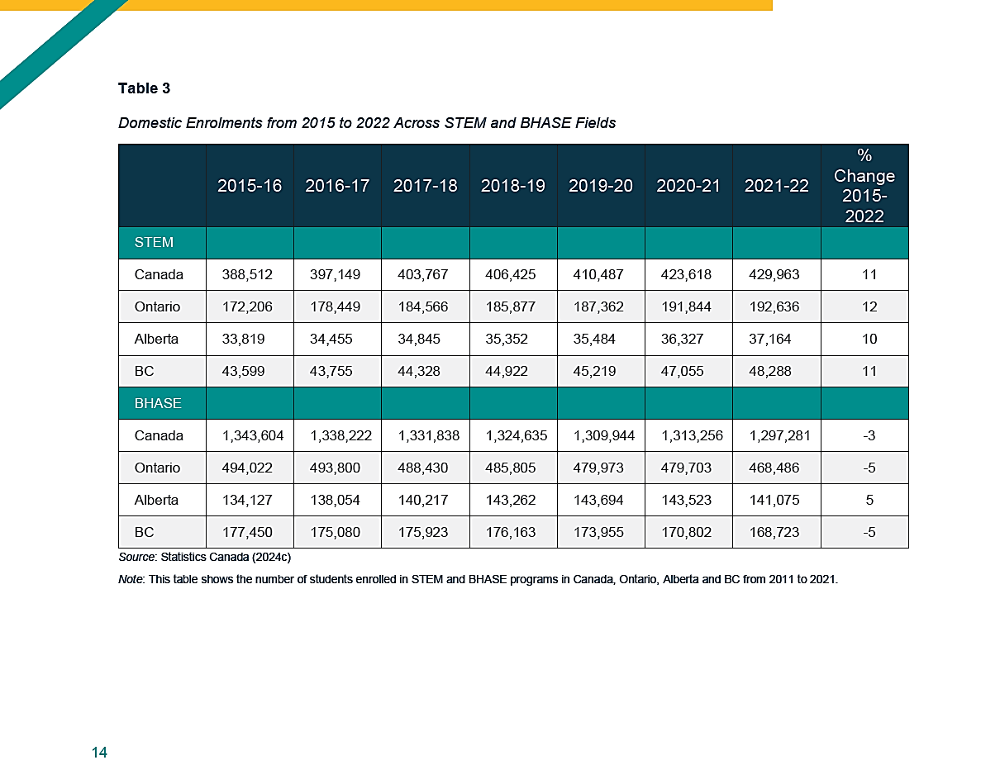 Table 3
Domestic Enrolments from 2015 to 2022 Across STEM and BHASE Fields
2015-16 2016-17 2017-18 2018-19 2019-20 2020-21 2021-22 % Change 2015-2022
STEM
Canada 388,512 397,149 403,767 406,425 410,487 423,618 429,963 11
Ontario 172,206 178,449 184,566 185,877 187,362 191,844 192,636 12
Alberta 33,819 34,455 34,845 35,352 35,484 36,327 37,164 10
BC 43,599 43,755 44,328 44,922 45,219 47,055 48,288 11
BHASE
Canada 1,343,604 1,338,222 1,331,838 1,324,635 1,309,944 1,313,256 1,297,281 -3
Ontario 494,022 493,800 488,430 485,805 479,973 479,703 468,486 -5
Alberta 134,127 138,054 140,217 143,262 143,694 143,523 141,075 5
BC 177,450 175,080 175,923 176,163 173,955 170,802 168,723 -5
Source: Statistics Canada (2024c)
Note: This table shows the number of students enrolled in STEM and BHASE programs in Canada, Ontario, Alberta and BC from 2011 to 2021.
14